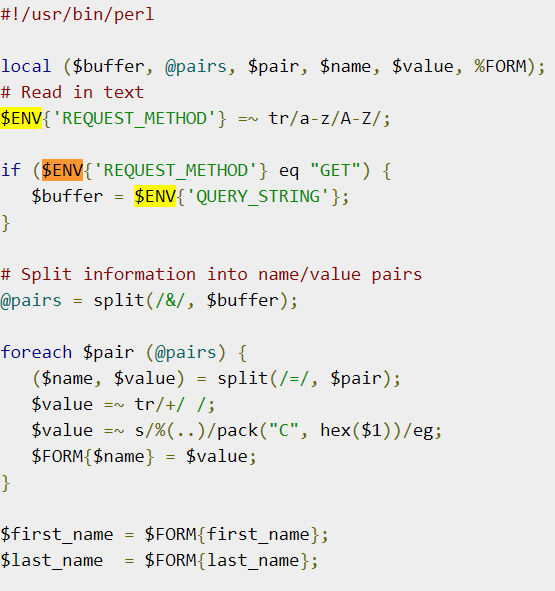 #!/usr/bin/perl

local ($buffer, @pairs, $pair, $name, $value, %FORM);
# Read in text
$ENV{'REQUEST_METHOD'} =~ tr/a-z/A-Z/;

if ($ENV{'REQUEST_METHOD'} eq "GET") {
   $buffer = $ENV{'QUERY_STRING'};
}

# Split information into name/value pairs
@pairs = split(/&/, $buffer);

foreach $pair (@pairs) {
   ($name, $value) = split(/=/, $pair);
   $value =~ tr/+/ /;
   $value =~ s/%(..)/pack("C", hex($1))/eg;
   $FORM{$name} = $value;
}

$first_name = $FORM{first_name};
$last_name  = $FORM{last_name};